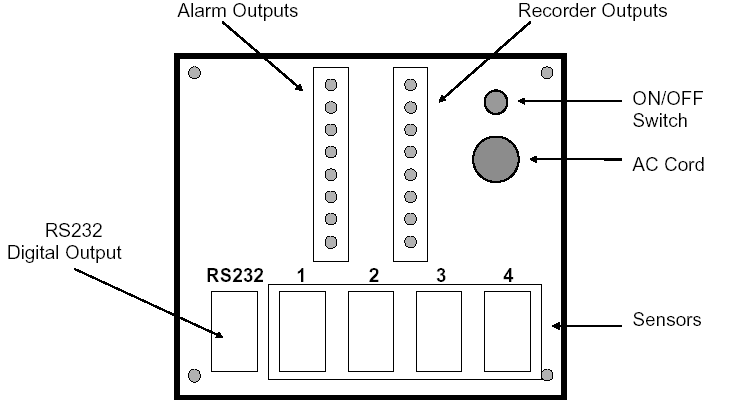 Alarm Outputs
Recorder Outputs
ON/OFF
Switch
AC Cord
RS232
Digital Output
RS232 1 2 3 4
Sensors